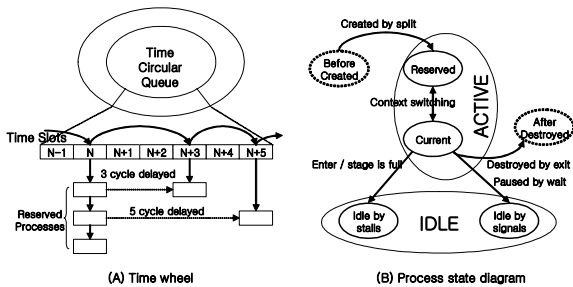 Time
Circular
Queue
Time Slots
N-1 N N+1 N+2 N+3 N+4 N+5
3 cycle delayed
Reserved
Processes
5 cycle delayed
(A) Time wheel
Created by split
Before
Created
Reserved
Context switching
ACTIVE
Current
After
Destroyed
Enter / stage is full
Destroyed by exit
Paused by wait
Idle by
stalls
IDLE
Idle by
signals
(B) Process state diagram